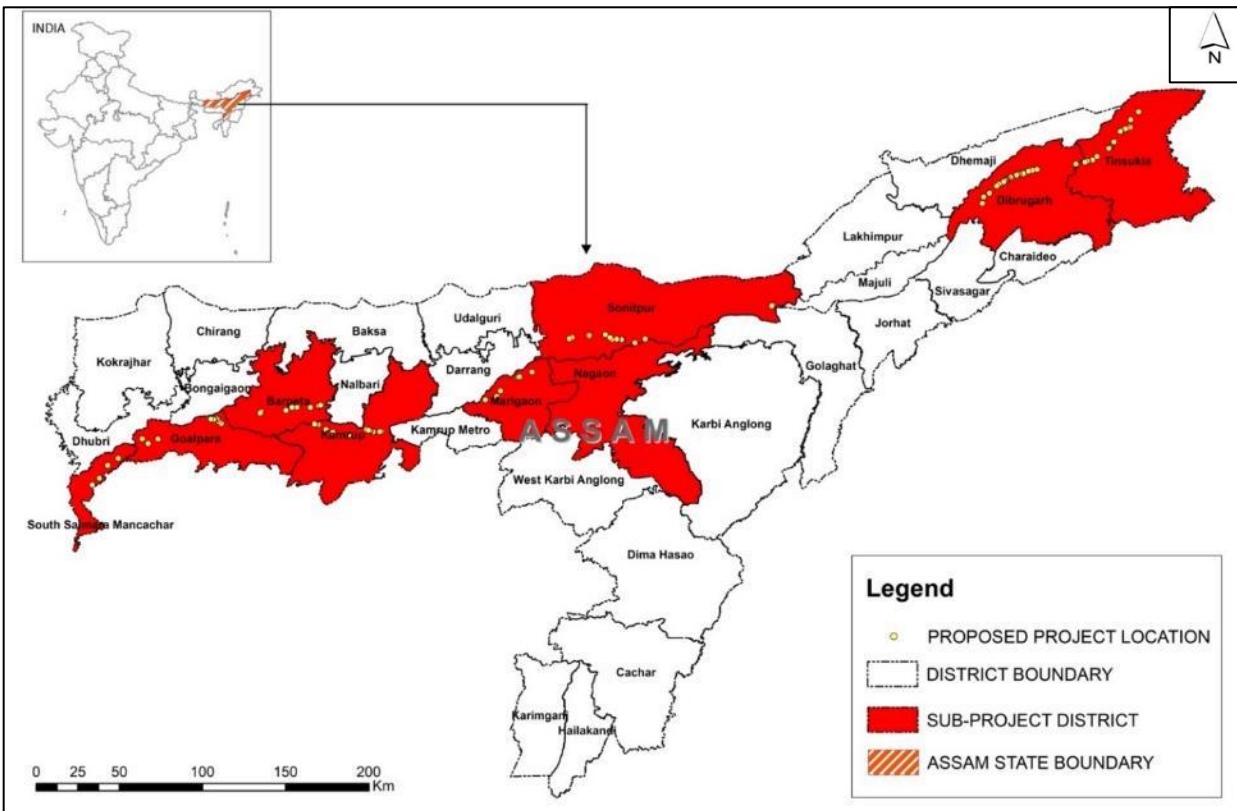 INDIA
N
Dhemaji
Tinsukia
Dibrugarh
Lakhimpur
Charaideo
Majuli
Sivasagar
Jorhat
Sonitpur
Udalguri
Baksa
Chirang
Kokrajhar
Golaghat
Darrang
Nagaon
Nalbari
Bongaigaon
Barpeta
Marigaon
Karbi Anglong
ASSAM
Kamrup Metro
Kamrup
Goalpara
Dhubri
West Karbi Anglong
South Salmara Mancachar
Dima Hasao
Cachar
Karimganj
Hailakandi
Legend
PROPOSED PROJECT LOCATION
DISTRICT BOUNDARY
SUB-PROJECT DISTRICT
ASSAM STATE BOUNDARY
0 25 50 100 150 200
Km